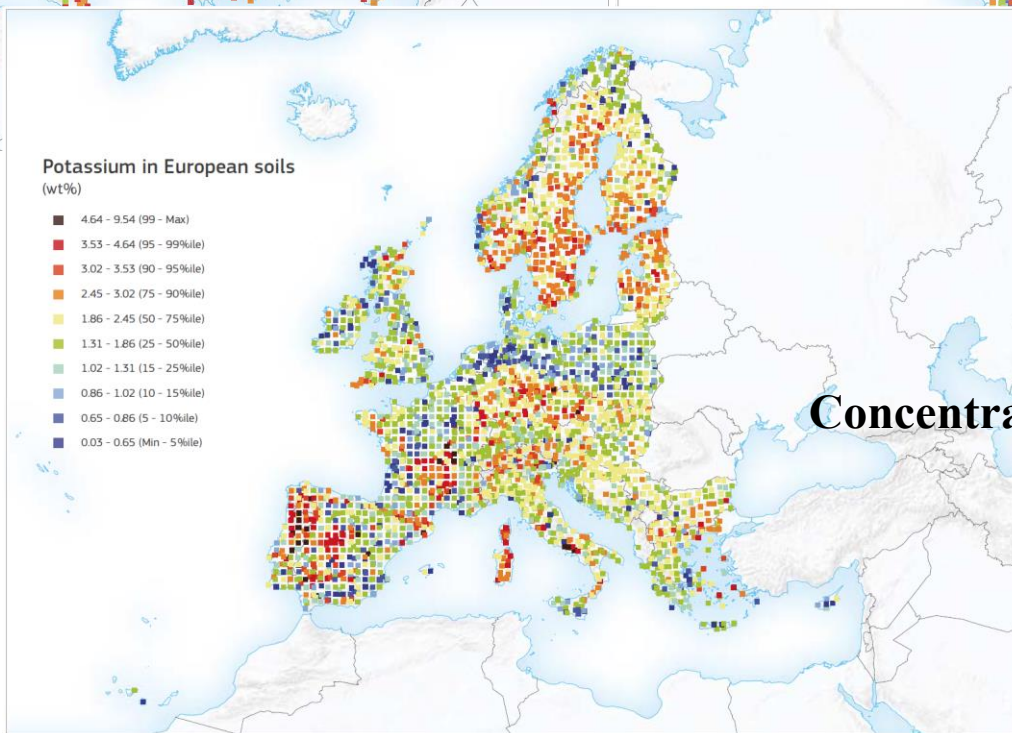 Potassium in European soils
(wt%)
4.64 - 9.54 (99 - Max)
3.53 - 4.64 (95 - 99%ile)
3.02 - 3.53 (90 - 95%ile)
2.45 - 3.02 (75 - 90%ile)
1.86 - 2.45 (50 - 75%ile)
1.31 - 1.86 (25 - 50%ile)
1.02 - 1.31 (15 - 25%ile)
0.86 - 1.02 (10 - 15%ile)
0.65 - 0.86 (5 - 10%ile)
0.03 - 0.65 (Min - 5%ile)
Concentra